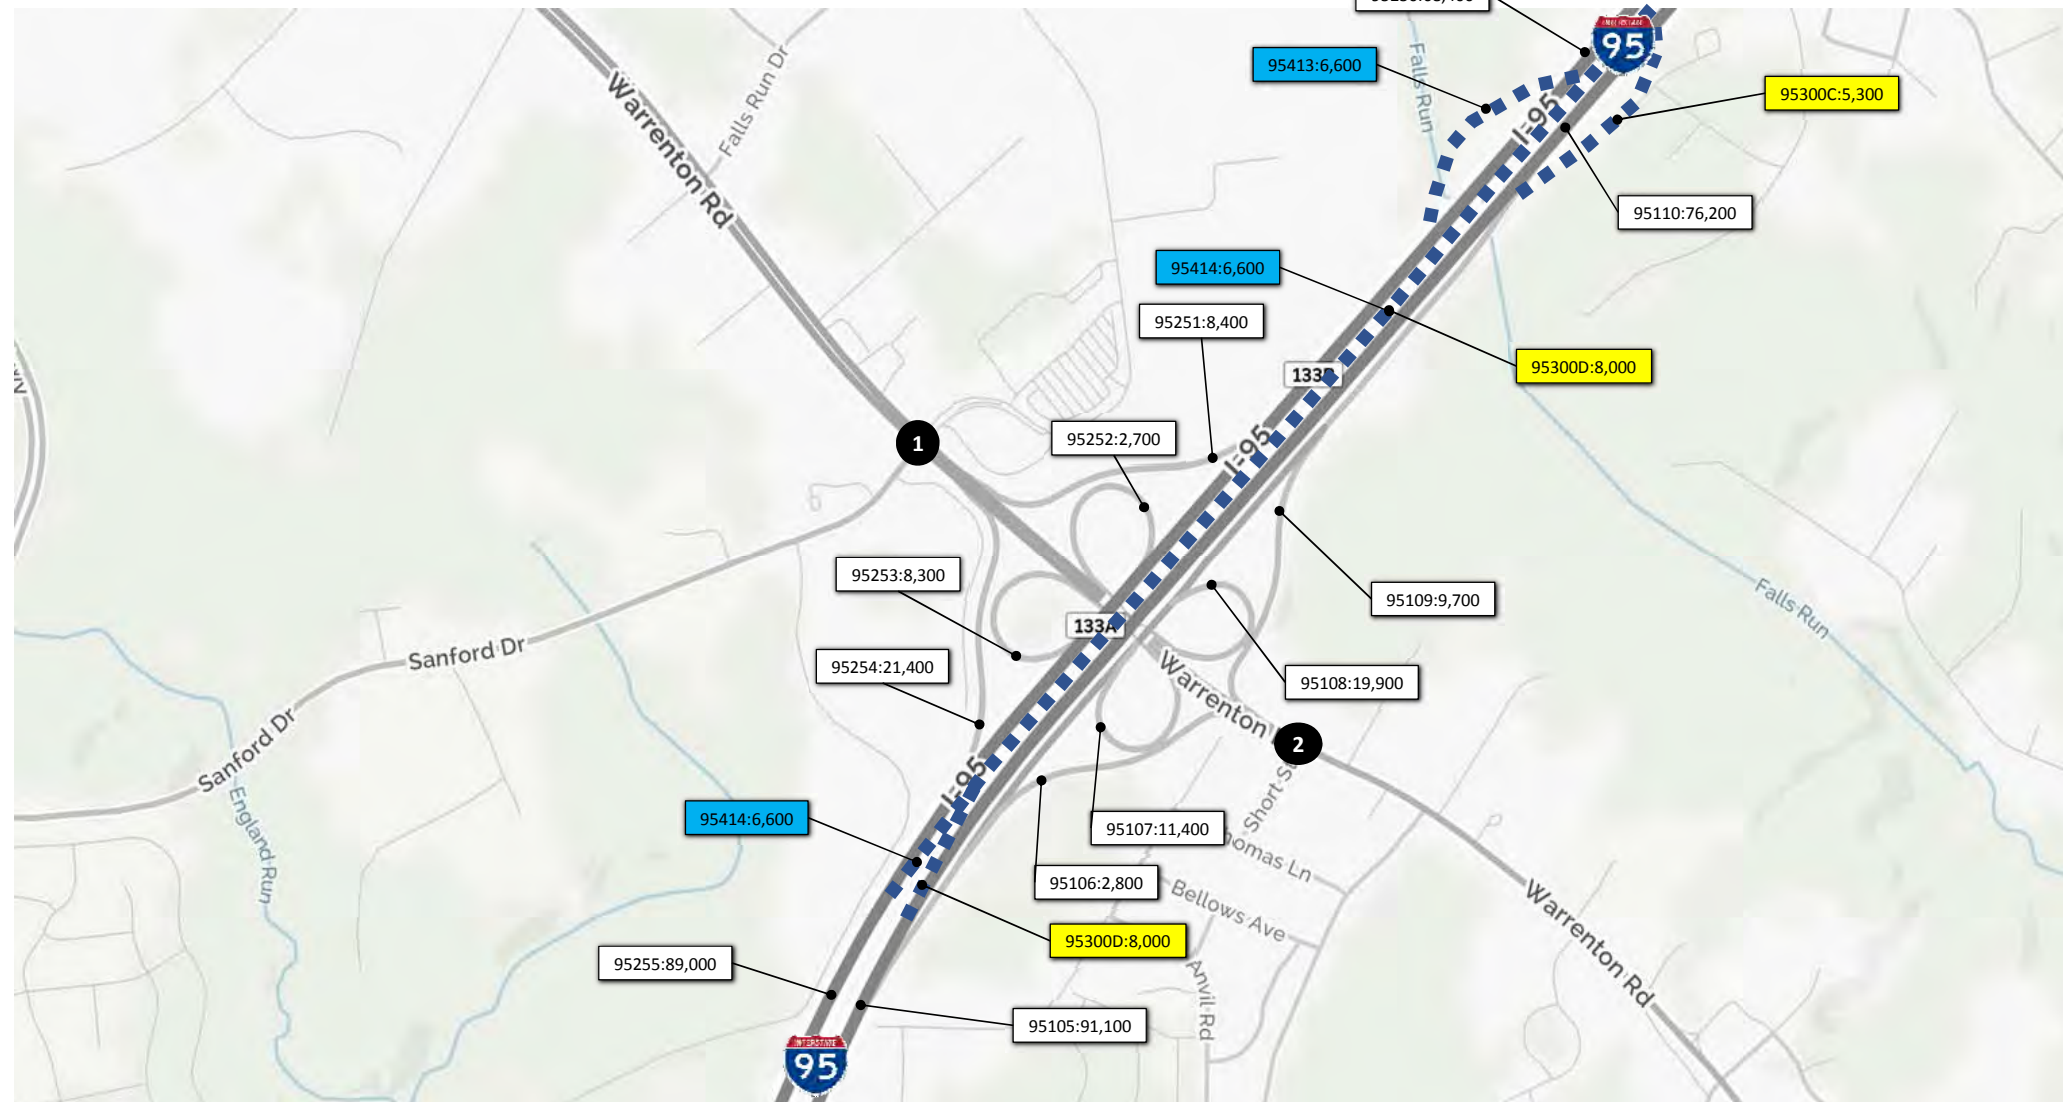 95
95413:6,600
95300C:5,300
Falls Run Dr
Falls Run
Warrenton Rd
I-95
95110:76,200
95414:6,600
95251:8,400
95300D:8,000
1
95252:2,700
I-95
95253:8,300
133A
95109:9,700
Falls Run
Sanford Dr
95254:21,400
Warrenton
95108:19,900
2
Sanford Dr
I-95
Short St
England Run
95414:6,600
95107:11,400
95106:2,800
Bellows Ave
Warrenton Rd
95300D:8,000
95255:89,000
Anvil Rd
95105:91,100
INTERSTATE
95